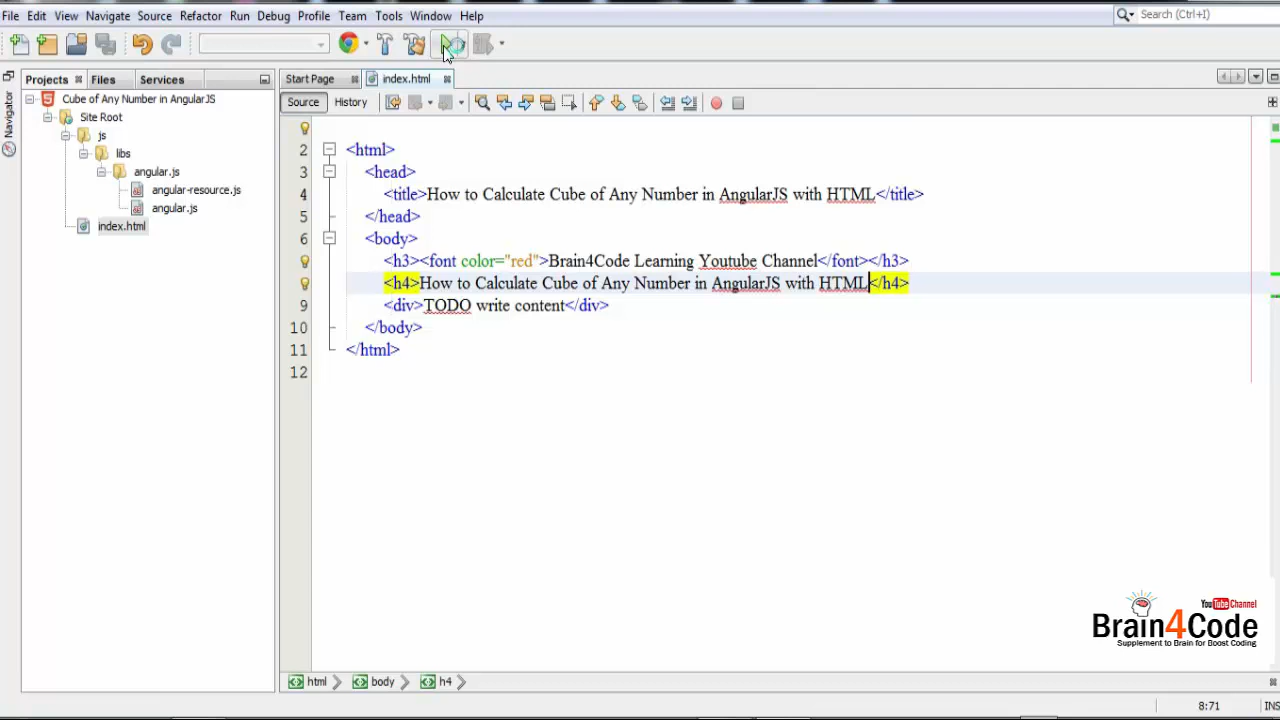 File Edit View Navigate Source Refactor Run Debug Profile Team Tools Window Help
Search (Ctrl+I)
Projects Files Services
Start Page index.html
Navigator
Source History
Cube of Any Number in AngularJS
Site Root
js
libs
angular.js
angular-resource.js
angular.js
index.html
2 <html>
3 <head>
4 <title>How to Calculate Cube of Any Number in AngularJS with HTML</title>
5 </head>
6 <body>
<h3><font color="red">Brain4Code Learning Youtube Channel</font></h3>
<h4>How to Calculate Cube of Any Number in AngularJS with HTML</h4>
9 <div>TODO write content</div>
10 </body>
11 </html>
12
YouTube Channel
Brain4Code
Supplement to Brain for Boost Coding
html body h4
8:71 INS